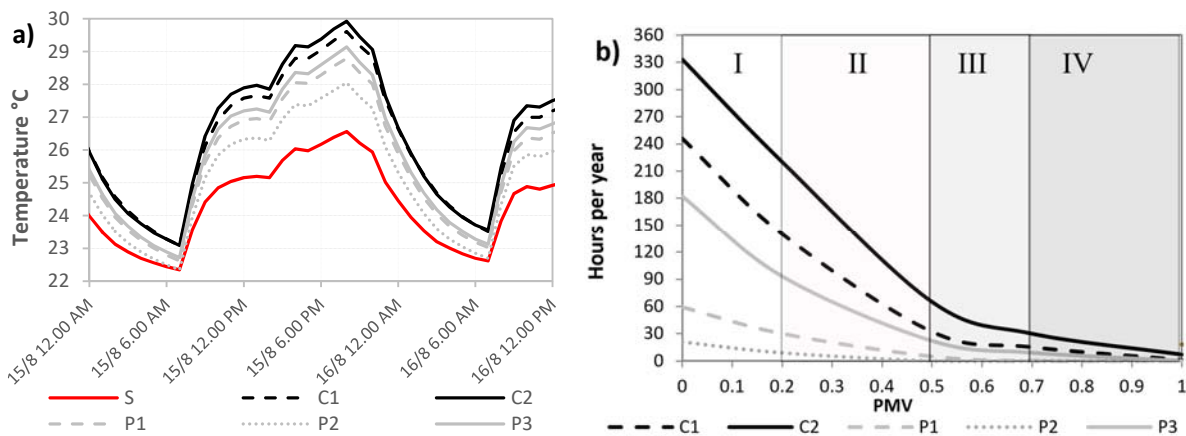 a)
Temperature °C
30
29
28
27
26
25
24
23
22
15/8 12:00 AM
15/8 6:00 AM
15/8 12:00 PM
15/8 6:00 PM
16/8 12:00 AM
16/8 6:00 AM
16/8 12:00 PM
S C1 C2
P1 P2 P3
b)
Hours per year
360
330
300
270
240
210
180
150
120
90
60
30
0
I II III IV
0 0.1 0.2 0.3 0.4 0.5 0.6 0.7 0.8 0.9 1
PMV
C1 C2 P1 P2 P3